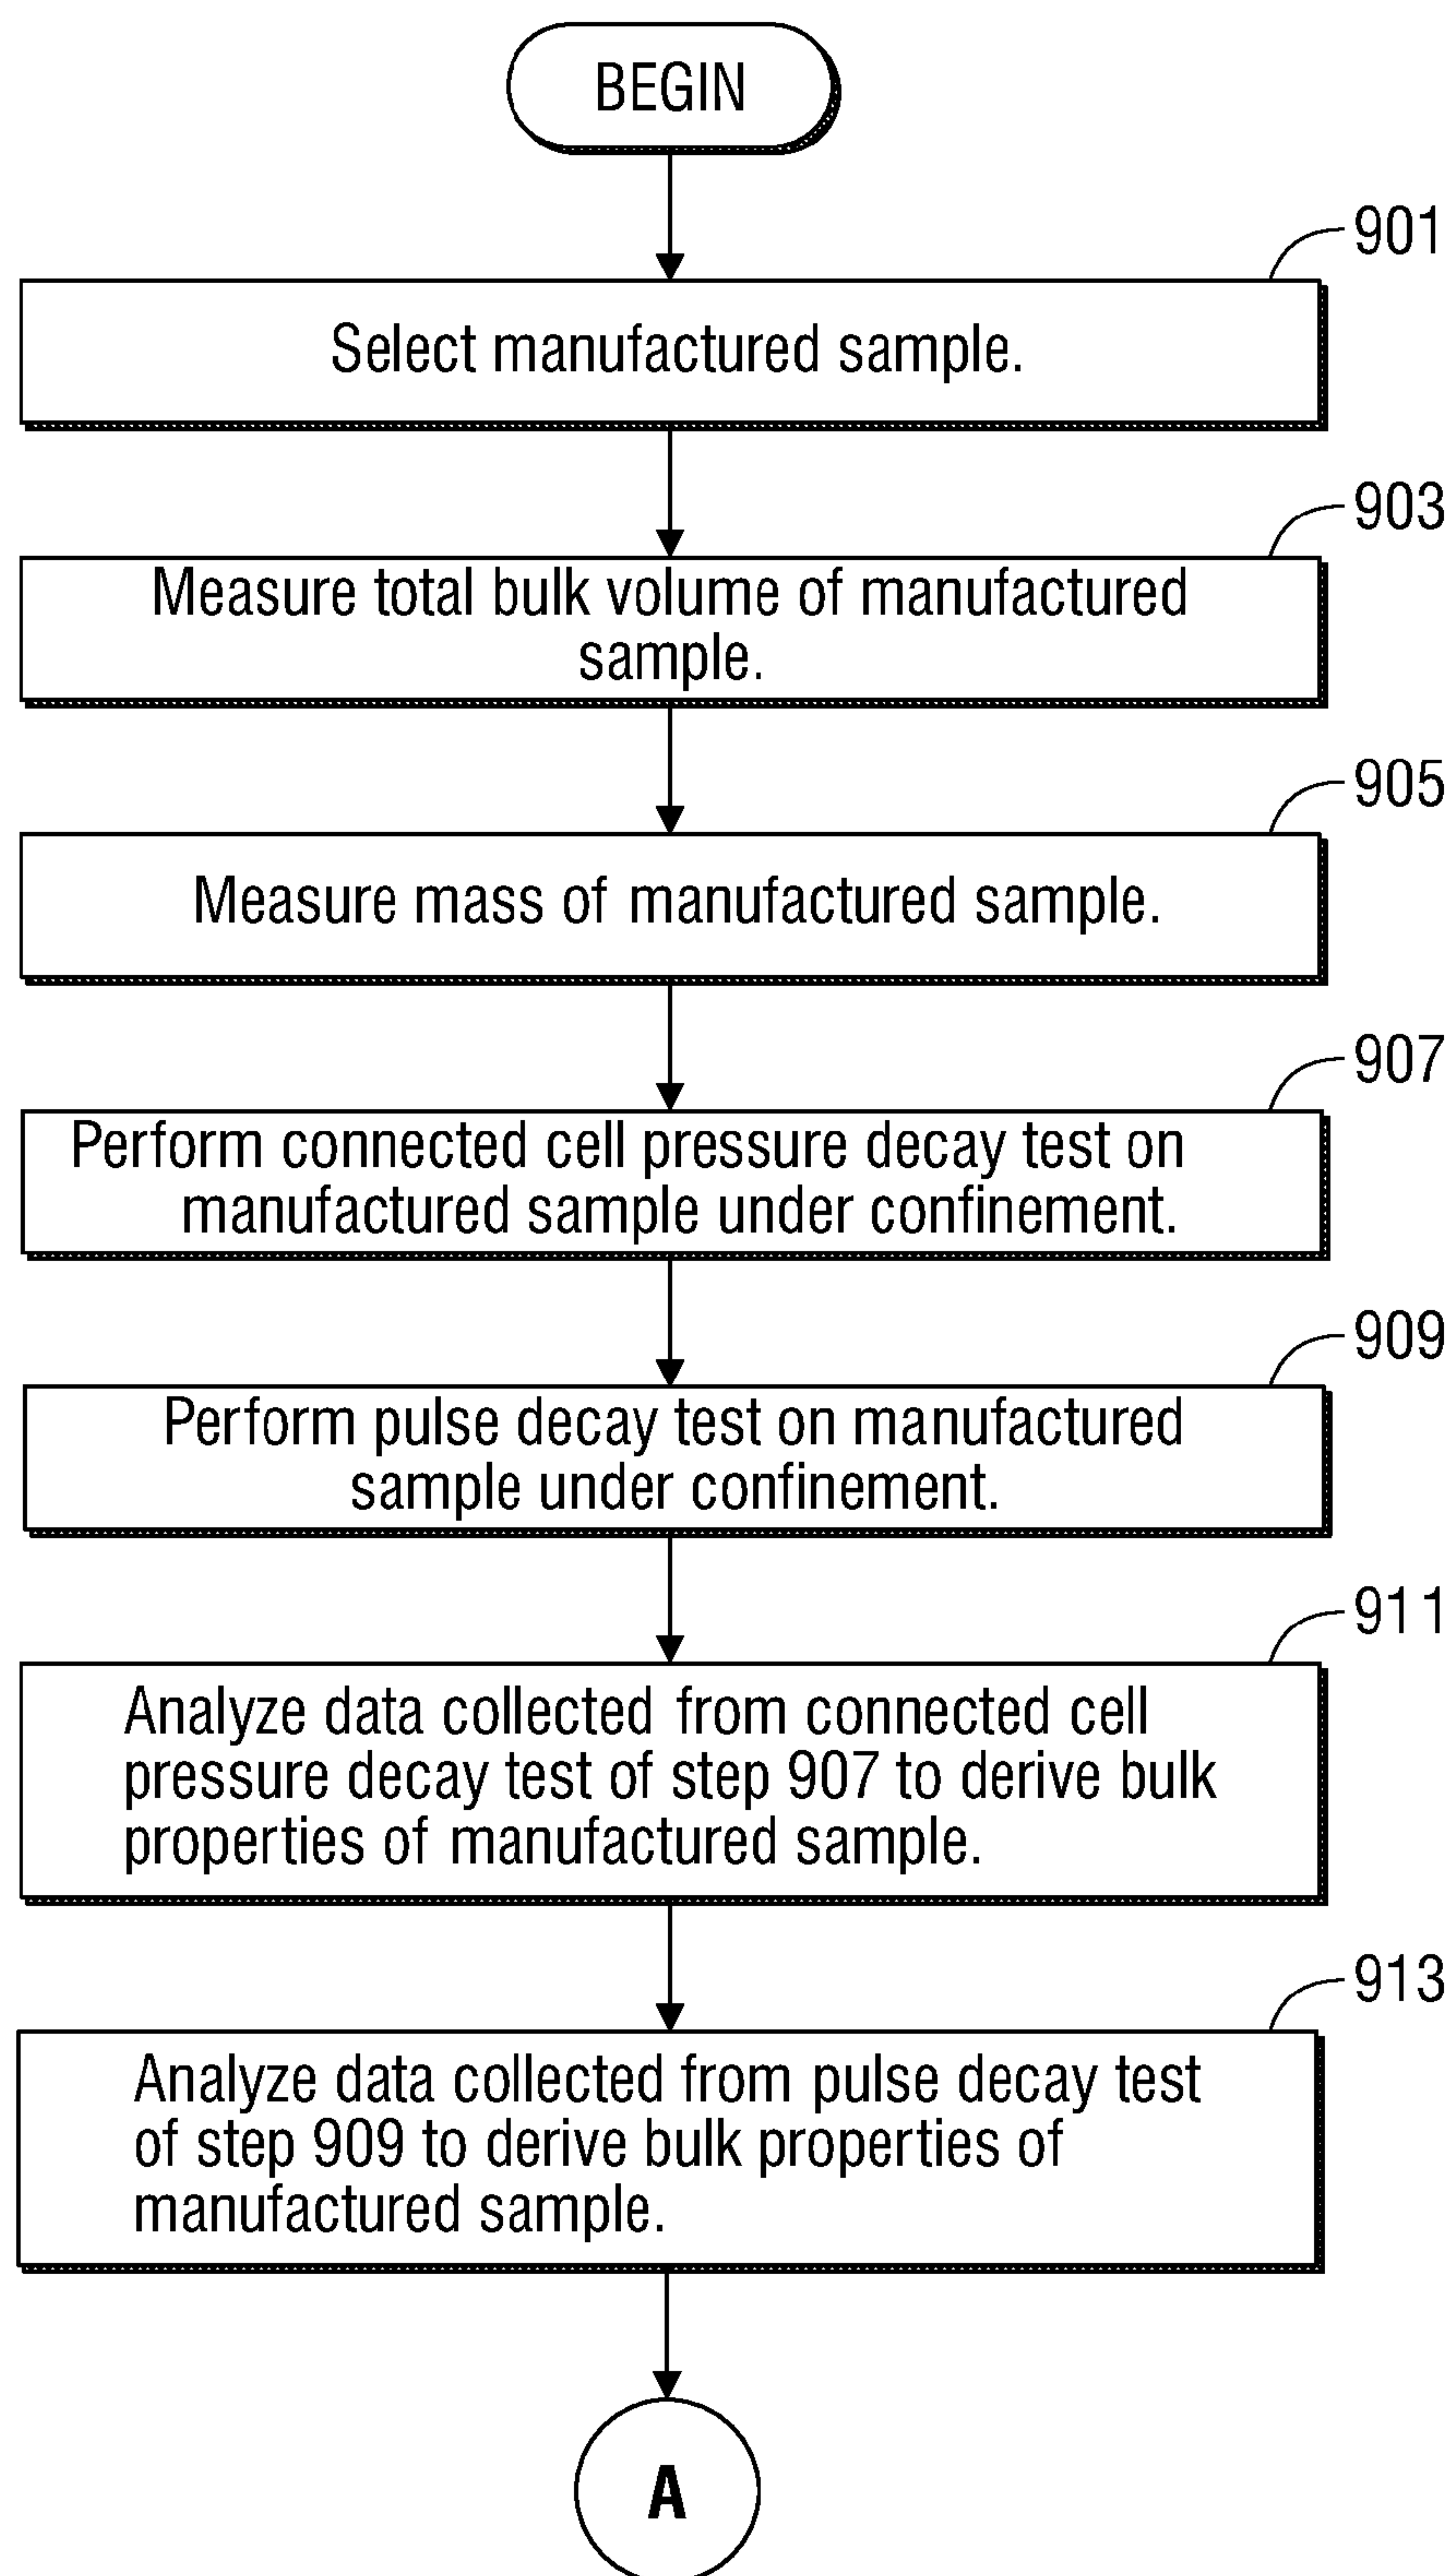 BEGIN
901
Select manufactured sample.
903
Measure total bulk volume of manufactured
sample.
905
Measure mass of manufactured sample.
907
Perform connected cell pressure decay test on
manufactured sample under confinement.
909
Perform pulse decay test on manufactured
sample under confinement.
911
Analyze data collected from connected cell
pressure decay test of step 907 to derive bulk
properties of manufactured sample.
913
Analyze data collected from pulse decay test
of step 909 to derive bulk properties of
manufactured sample.
A